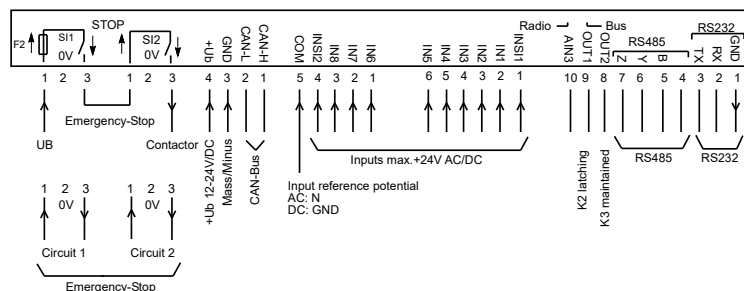 STOP
F2
SI1
0V
SI2
0V
+Ub
GND
CAN-L
CAN-H
COM
INSI2
IN8
IN7
IN6
IN5
IN4
IN3
IN2
IN1
INSI1
Radio
Bus
AIN3
OUT1
OUT2
RS485
Z
Y
B
RS232
TX
RX
GND
1 2 3 1 2 3 4 3 2 1 5 4 3 2 1 6 5 4 3 2 1 10 9 8 7 6 5 4 3 2 1
Emergency-Stop
UB
Contactor
+Ub 12-24V/DC
Mass/Minus
CAN-Bus
Inputs max.+24V AC/DC
Input reference potential
AC: N
DC: GND
K2 latching
K3 maintained
RS485
RS232
1 2 3 1 2 3
0V 0V
Circuit 1
Circuit 2
Emergency-Stop